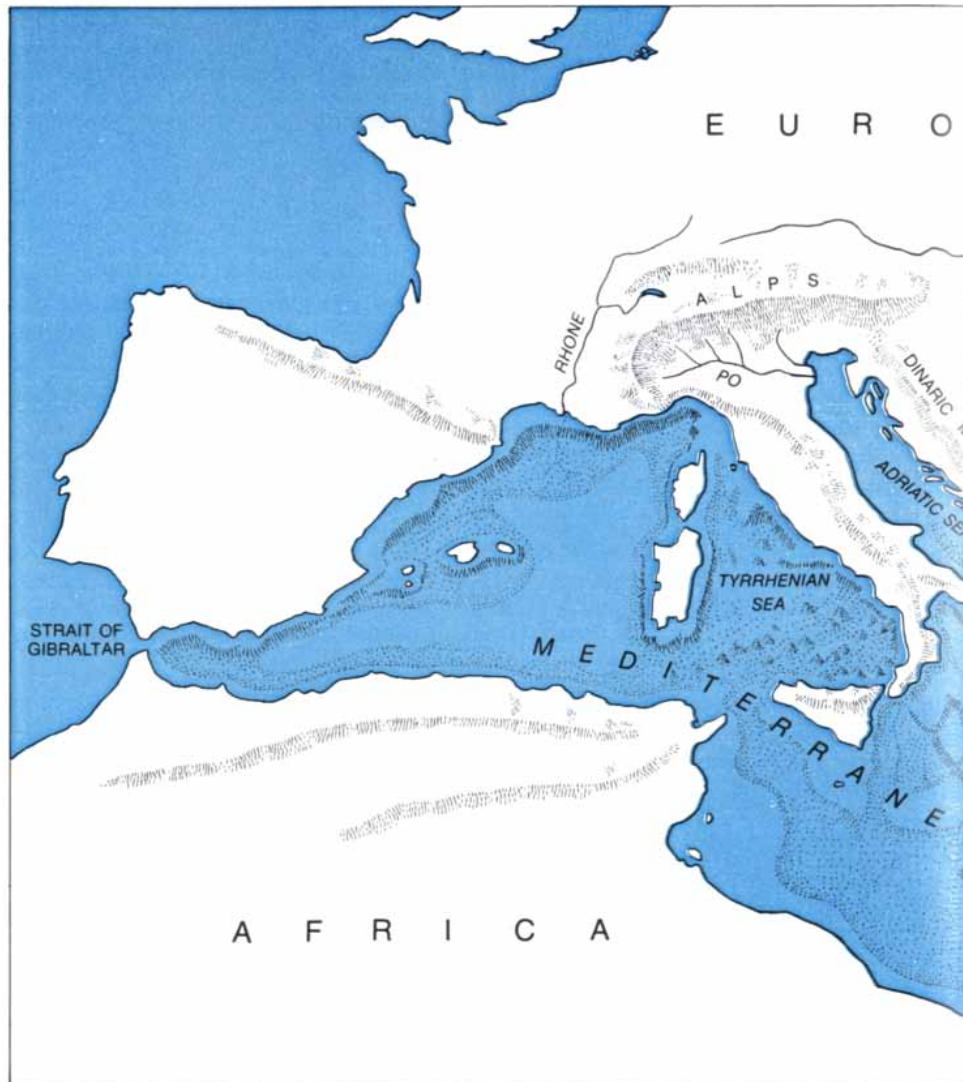 E U R O
A L P S
RHONE
PO
DINARIC M
ADRIATIC SE
TYRRHENIAN
SEA
STRAIT OF
GIBRALTAR
M E D I T E R R A N E
A F R I C A